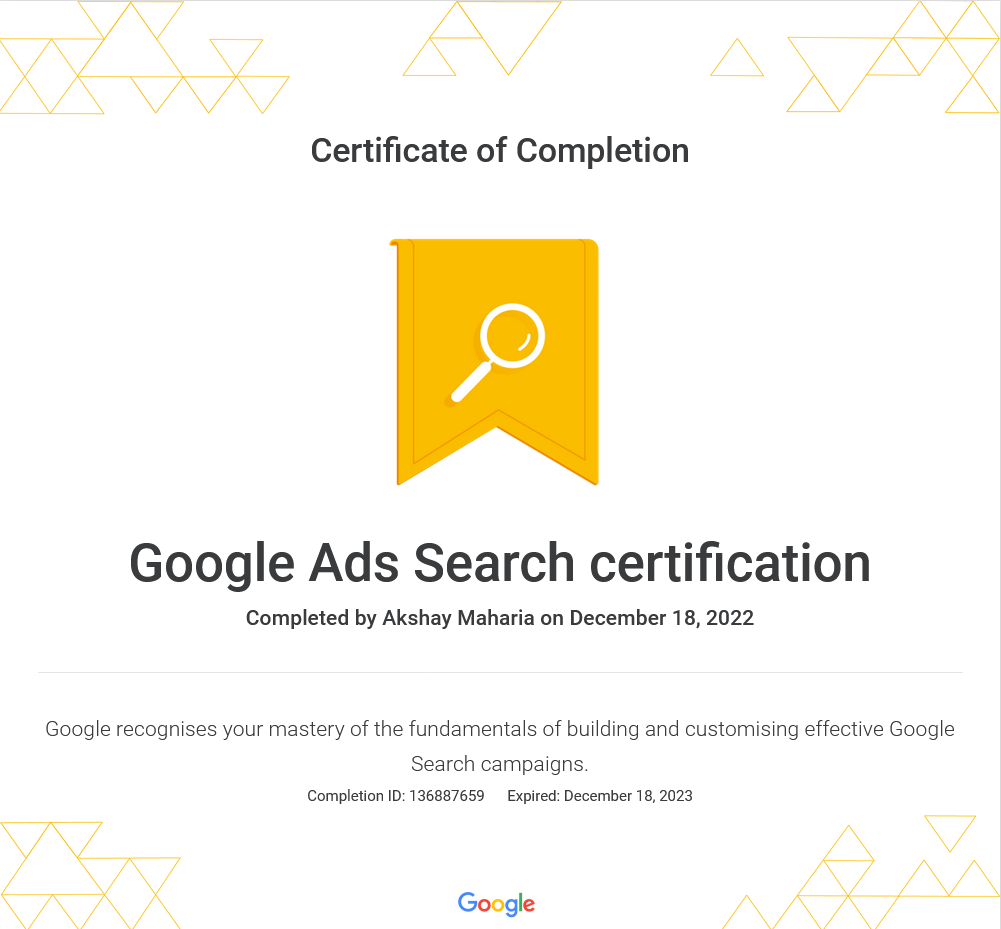 Certificate of Completion
Google Ads Search certification
Completed by Akshay Maharia on December 18, 2022
Google recognises your mastery of the fundamentals of building and customising effective Google
Search campaigns.
Completion ID: 136887659 Expired: December 18, 2023
Google